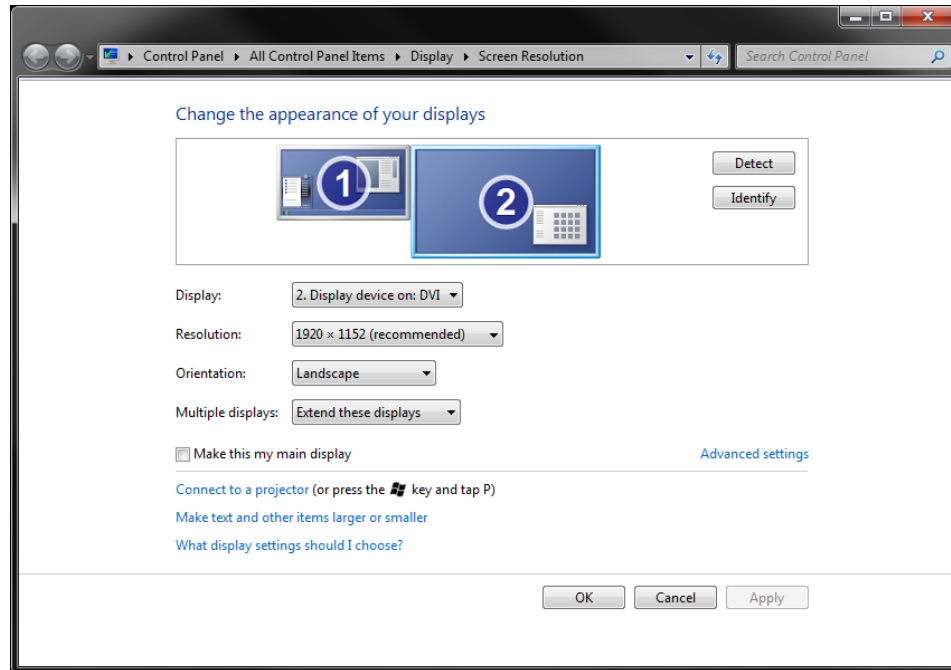 Control Panel All Control Panel Items Display Screen Resolution Search Control Panel
Change the appearance of your displays
1 2
Detect
Identify
Display: 2. Display device on: DVI
Resolution: 1920 × 1152 (recommended)
Orientation: Landscape
Multiple displays: Extend these displays
Make this my main display Advanced settings
Connect to a projector (or press the key and tap P)
Make text and other items larger or smaller
What display settings should I choose?
OK Cancel Apply